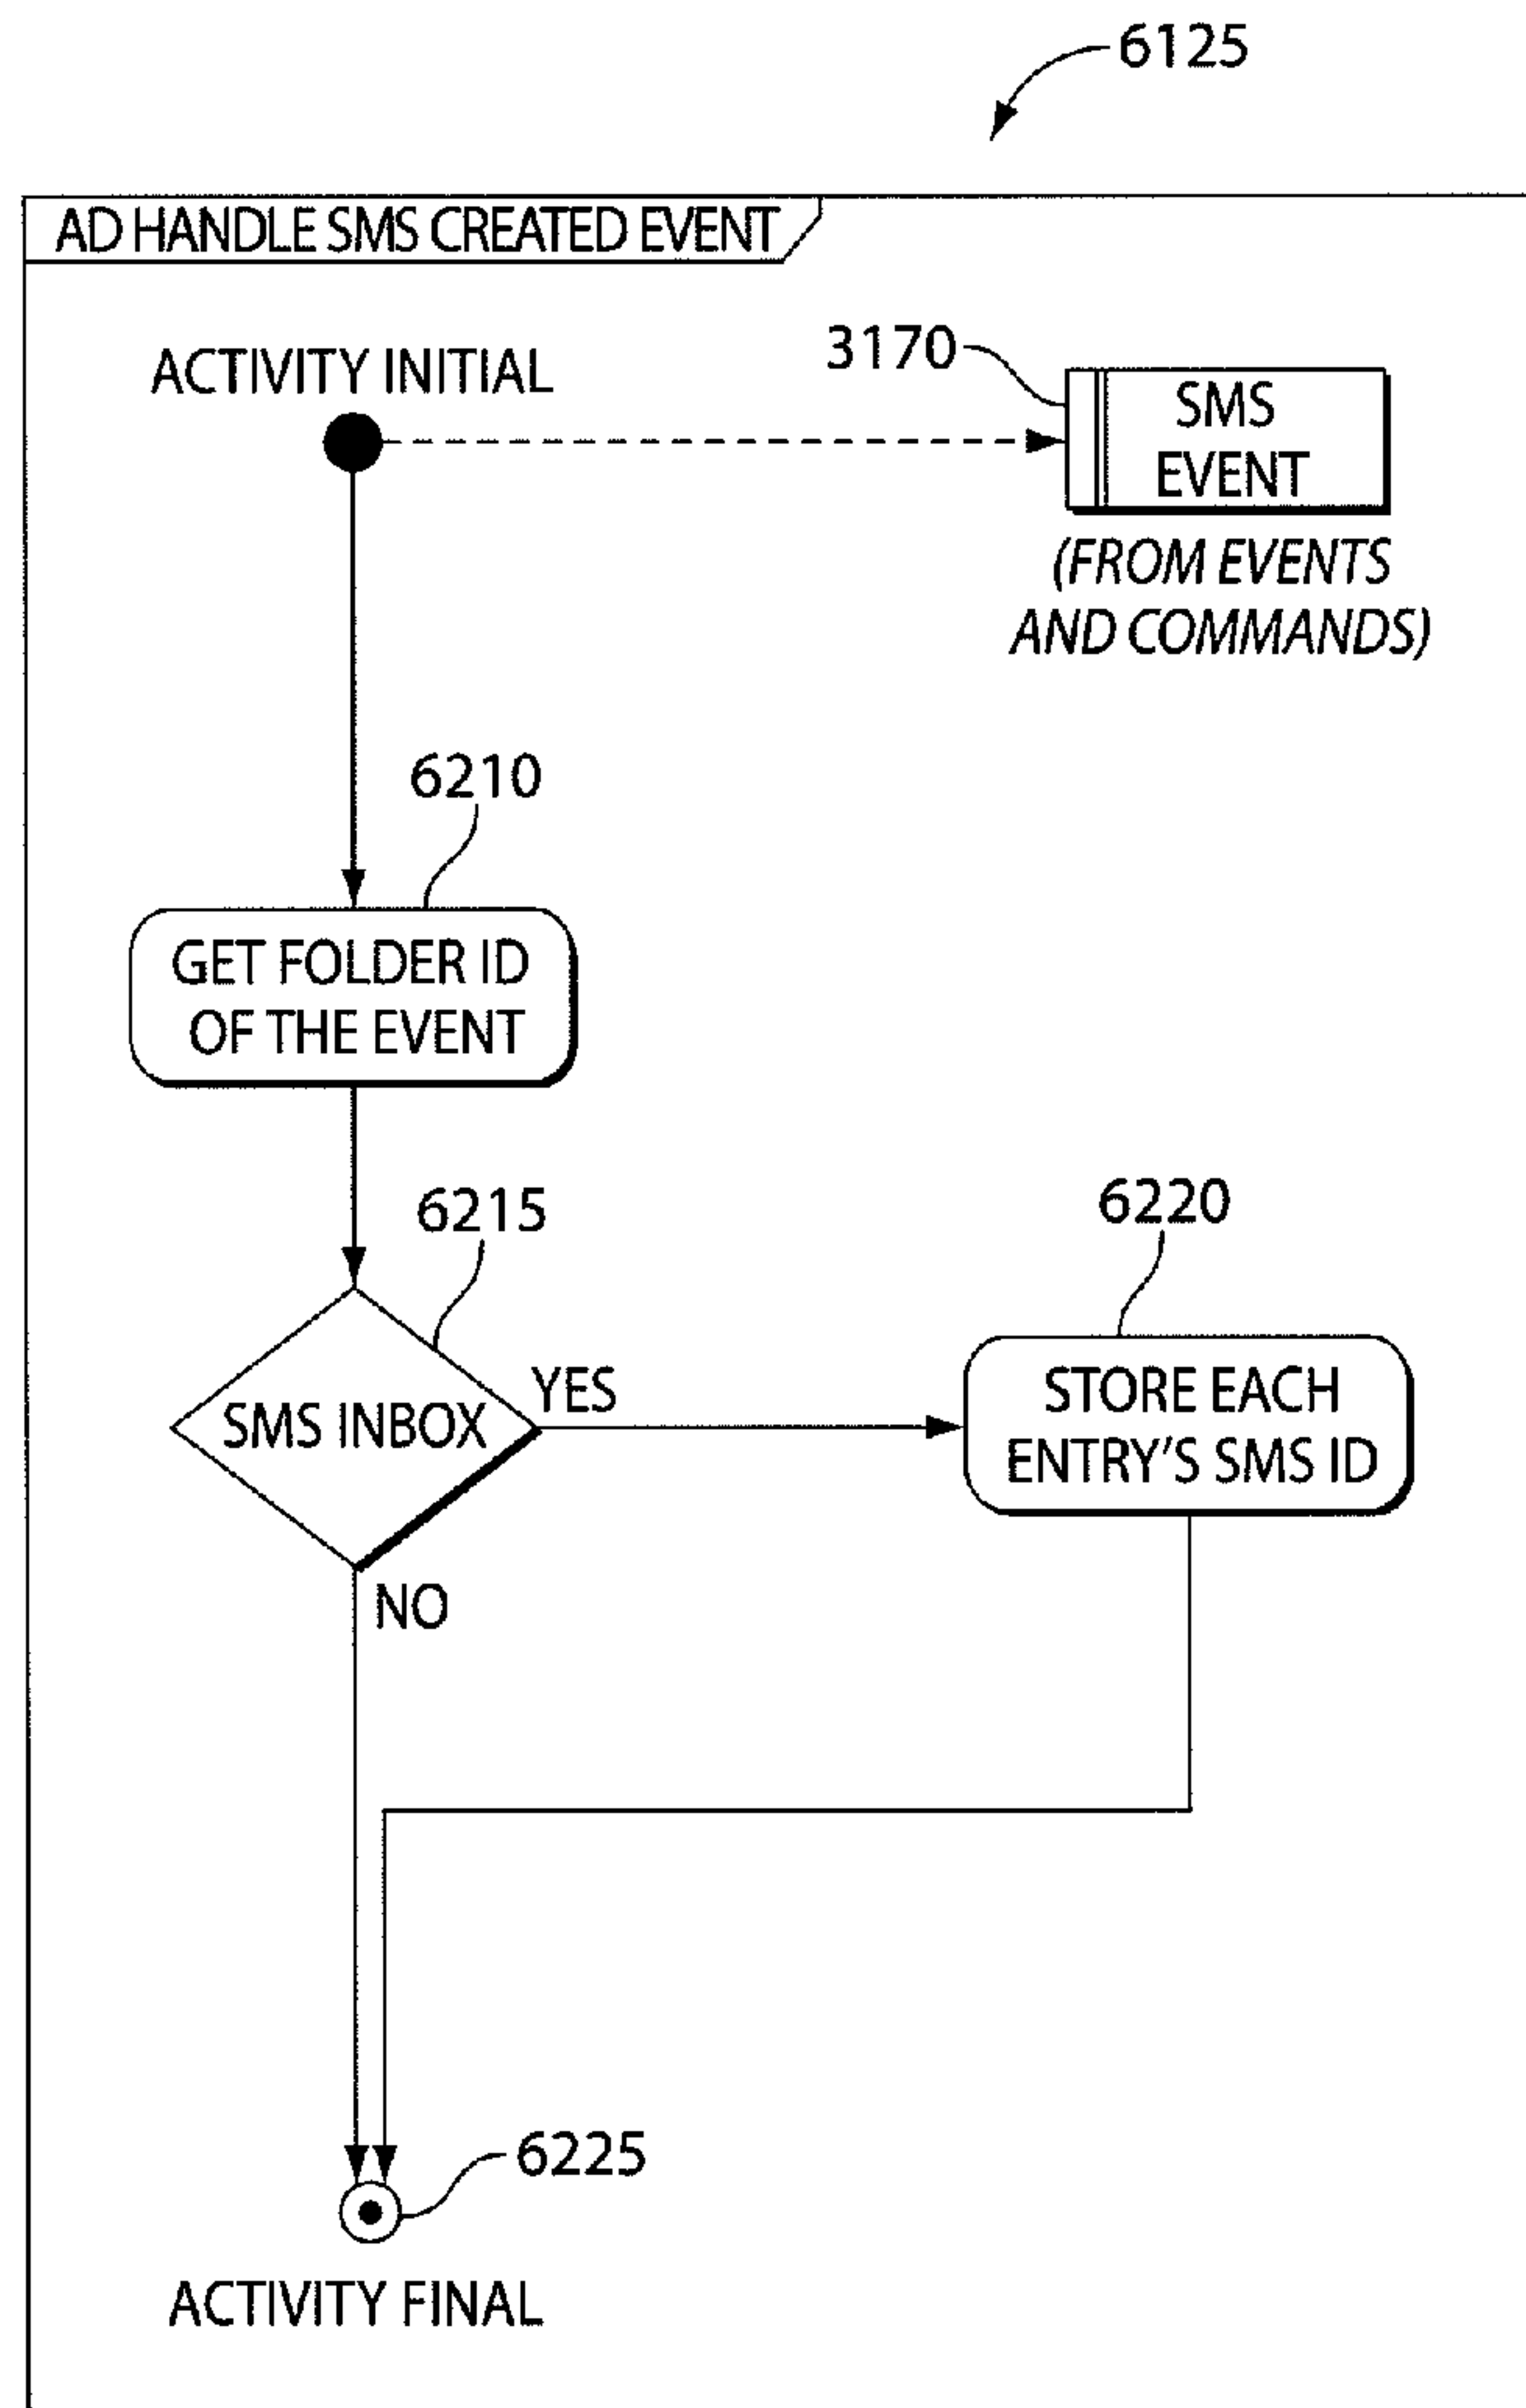 6125
AD HANDLE SMS CREATED EVENT
ACTIVITY INITIAL
3170
SMS
EVENT
(FROM EVENTS
AND COMMANDS)
6210
GET FOLDER ID
OF THE EVENT
6215
SMS INBOX
YES
6220
STORE EACH
ENTRY'S SMS ID
NO
6225
ACTIVITY FINAL